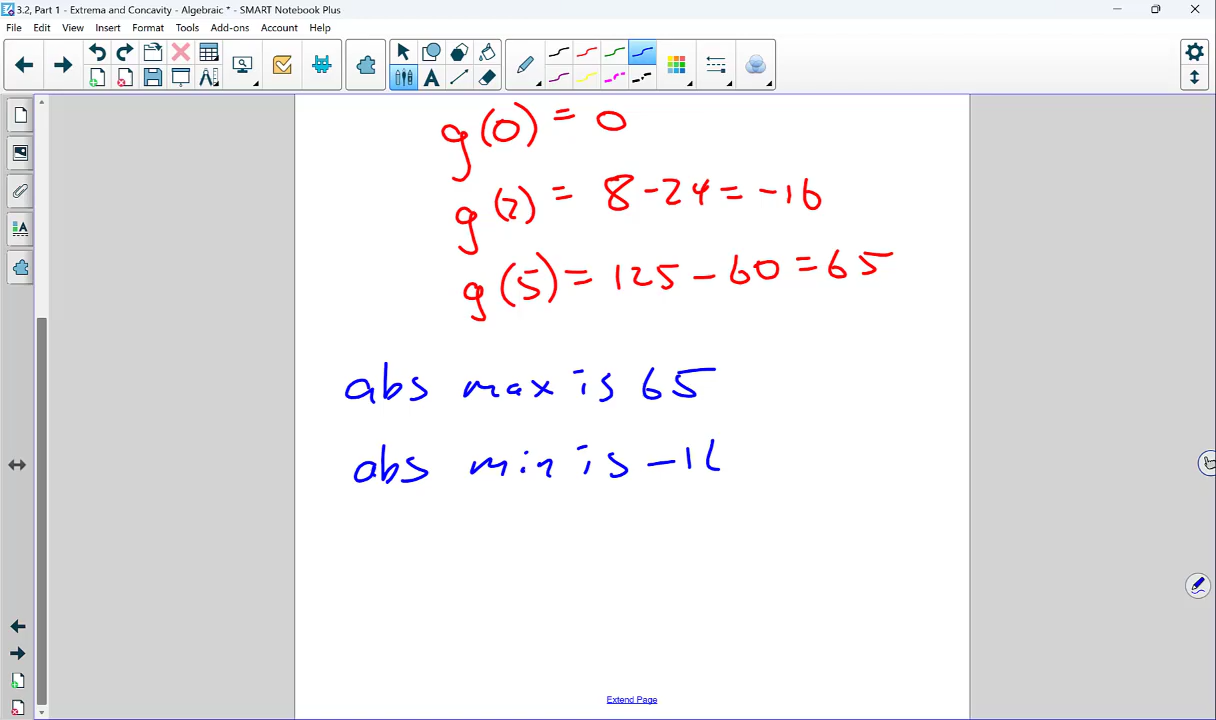 3.2, Part 1 - Extrema and Concavity - Algebraic * - SMART Notebook Plus
File Edit View Insert Format Tools Add-ons Account Help
g(0) = 0
g(2) = 8-24 = -16
g(5) = 125 - 60 = 65
abs max is 65
abs min is -1
Extend Page